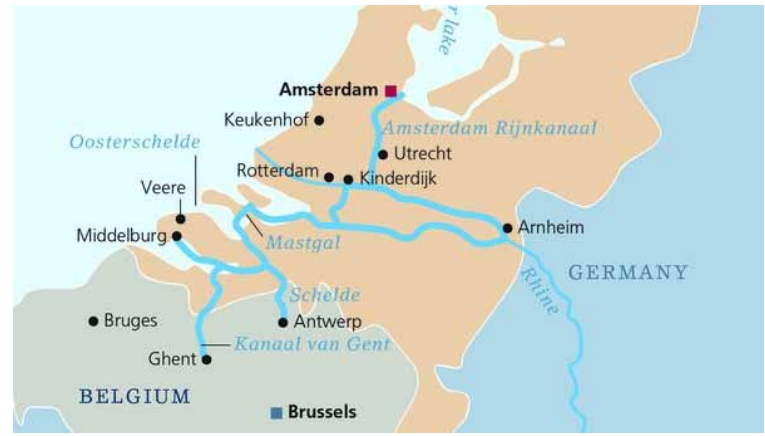 r lake
Amsterdam
Keukenhof
Amsterdam Rijnkanaal
Oosterschelde
Utrecht
Rotterdam
Kinderdijk
Veere
Middelburg
Mastgal
Arnheim
Rhine
GERMANY
Schelde
Bruges
Antwerp
Kanaal van Gent
Ghent
BELGIUM
Brussels